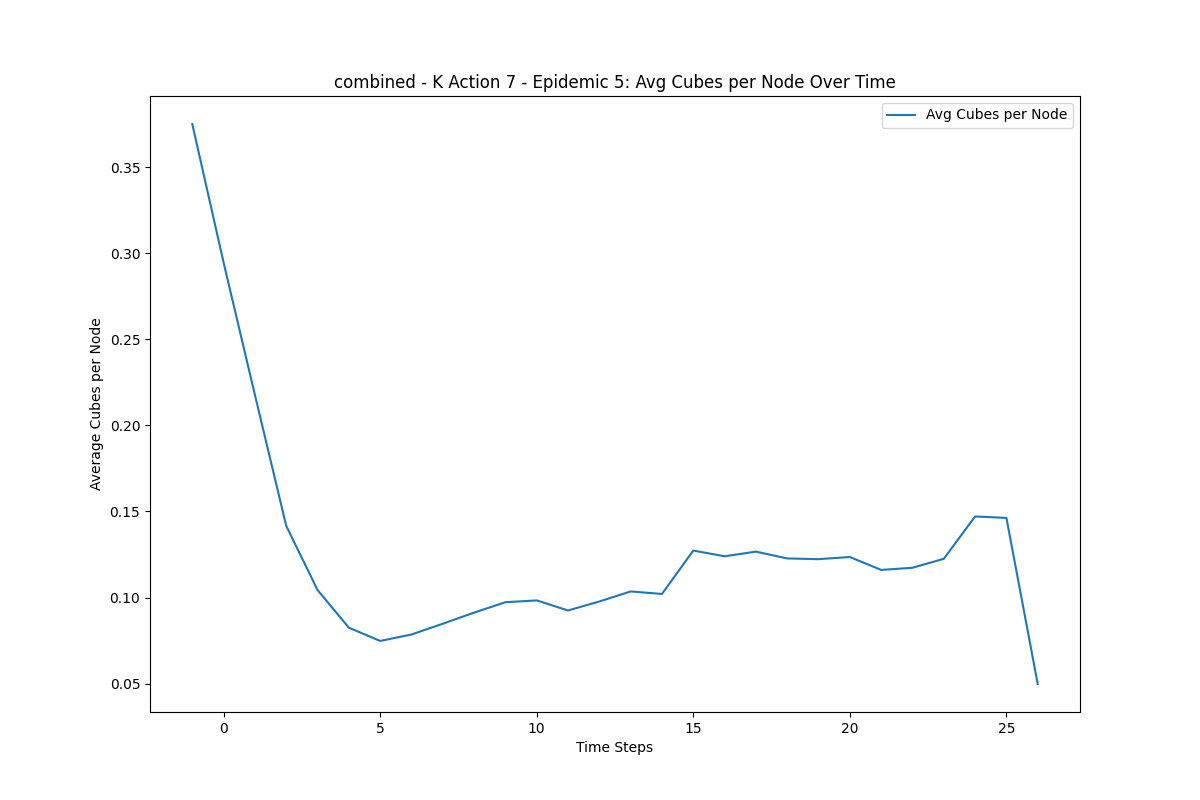 combined - K Action 7 - Epidemic 5: Avg Cubes per Node Over Time
Avg Cubes per Node
0.35
0.30
0.25
0.20
0.15
0.10
0.05
Average Cubes per Node
0 5 10 15 20 25
Time Steps